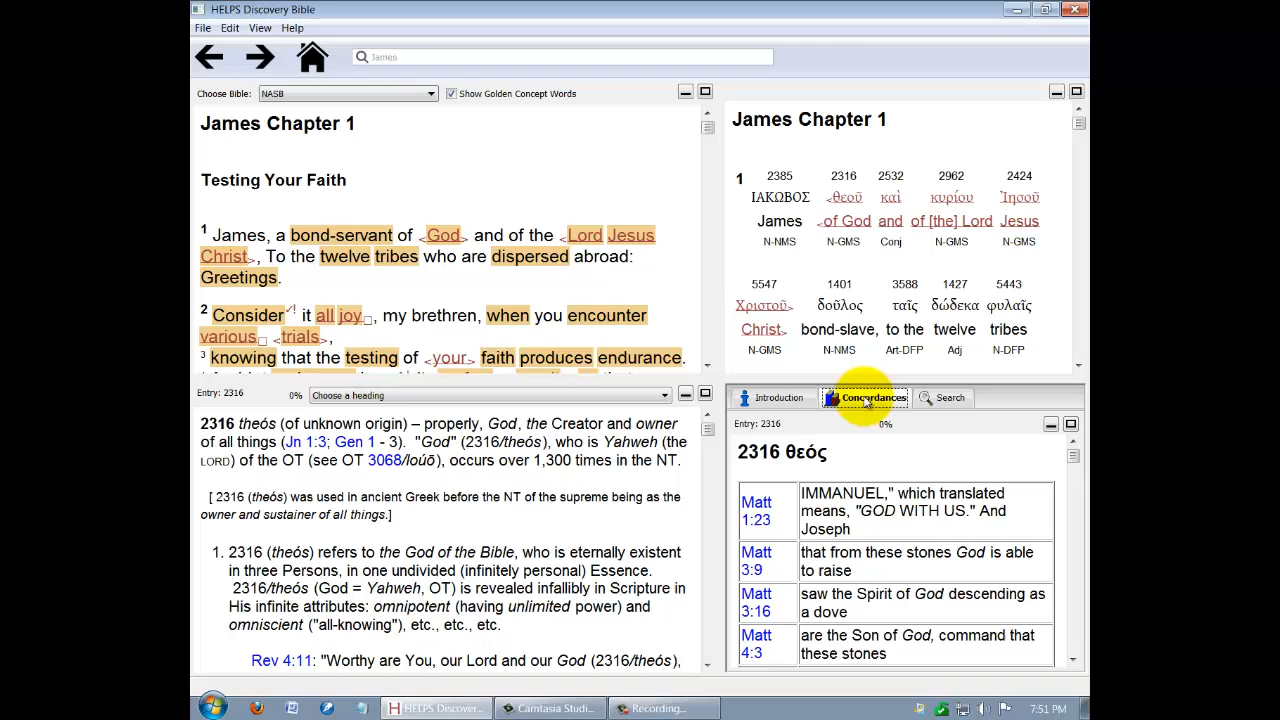 HELPS Discovery Bible
File Edit View Help
James
Choose Bible: NASB Show Golden Concept Words
James Chapter 1
Testing Your Faith
1 James, a bond-servant of <God> and of the <Lord Jesus
Christ>, To the twelve tribes who are dispersed abroad:
Greetings.
2 Consider✓! it all joy□, my brethren, when you encounter
various□ <trials>,
3 knowing that the testing of <your> faith produces endurance.
James Chapter 1
1 2385 2316 2532 2962 2424
ΙΑΚΩΒΟΣ <θεοῦ καὶ κυρίου Ἰησοῦ
James <of God and of [the] Lord Jesus
N-NMS N-GMS Conj N-GMS N-GMS
5547 1401 3588 1427 5443
Χριστοῦ> δοῦλος ταῖς δώδεκα φυλαῖς
Christ> bond-slave, to the twelve tribes
N-GMS N-NMS Art-DFP Adj N-DFP
Entry: 2316 0% Choose a heading
2316 theós (of unknown origin) – properly, God, the Creator and owner
of all things (Jn 1:3; Gen 1 - 3). "God" (2316/theós), who is Yahweh (the
LORD) of the OT (see OT 3068/loúō), occurs over 1,300 times in the NT.
[ 2316 (theós) was used in ancient Greek before the NT of the supreme being as the
owner and sustainer of all things.]
1. 2316 (theós) refers to the God of the Bible, who is eternally existent
in three Persons, in one undivided (infinitely personal) Essence.
2316/theós (God = Yahweh, OT) is revealed infallibly in Scripture in
His infinite attributes: omnipotent (having unlimited power) and
omniscient ("all-knowing"), etc., etc., etc.
Rev 4:11: "Worthy are You, our Lord and our God (2316/theós),
Introduction Concordances Search
Entry: 2316 0%
2316 θεός
Matt 1:23 IMMANUEL," which translated
means, "GOD WITH US." And
Joseph
Matt 3:9 that from these stones God is able
to raise
Matt 3:16 saw the Spirit of God descending as
a dove
Matt 4:3 are the Son of God, command that
these stones
HELPS Discover... Camtasia Studi... Recording... 7:51 PM